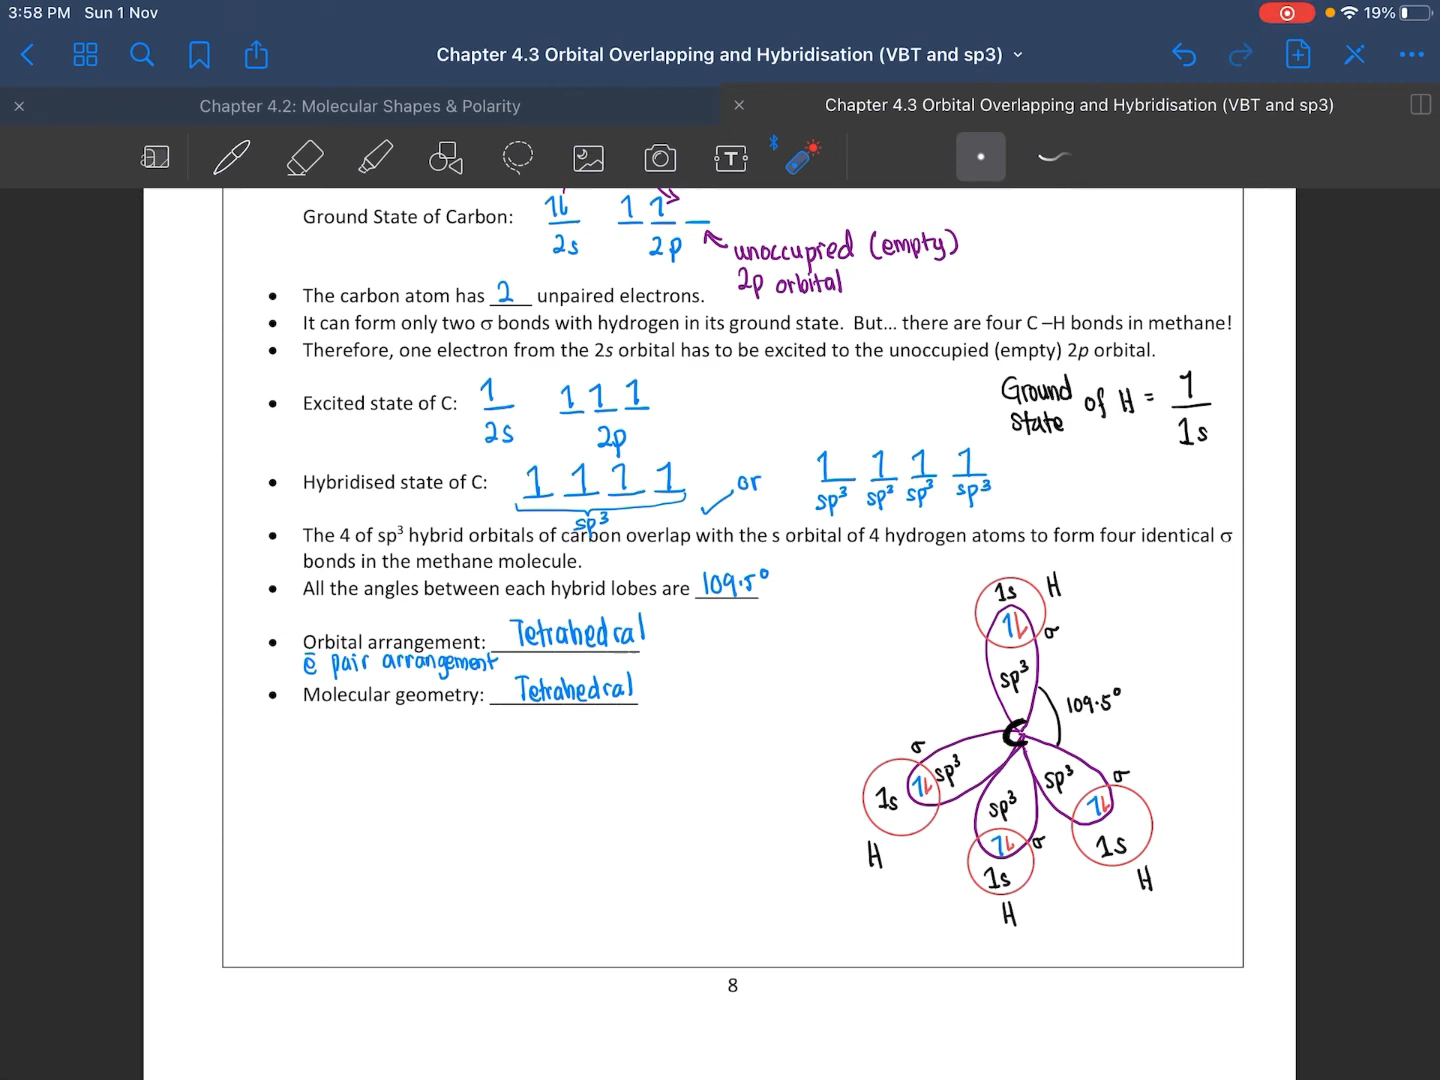 3:58 PM Sun 1 Nov
19%
Chapter 4.3 Orbital Overlapping and Hybridisation (VBT and sp3)
Chapter 4.2: Molecular Shapes & Polarity
Chapter 4.3 Orbital Overlapping and Hybridisation (VBT and sp3)
T
Ground State of Carbon: 1l 1 1 _
2s 2p
unoccupred (empty)
2p orbital
• The carbon atom has 2 unpaired electrons.
• It can form only two σ bonds with hydrogen in its ground state. But... there are four C –H bonds in methane!
• Therefore, one electron from the 2s orbital has to be excited to the unoccupied (empty) 2p orbital.
• Excited state of C: 1 1 1 1
2s 2p
Ground state of H = 1
1s
• Hybridised state of C: 1 1 1 1 or 1 1 1 1
sp³ sp³ sp³ sp³ sp³
• The 4 of sp³ hybrid orbitals of carbon overlap with the s orbital of 4 hydrogen atoms to form four identical σ
bonds in the methane molecule.
• All the angles between each hybrid lobes are 109.5°
• Orbital arrangement: Tetrahedral
ē pair arrangement
• Molecular geometry: Tetrahedral
1s H
1l σ
sp³
109.5°
C
σ sp³ sp³ σ
1s 1l sp³ 1l
H 1l σ 1s
1s H
H
8